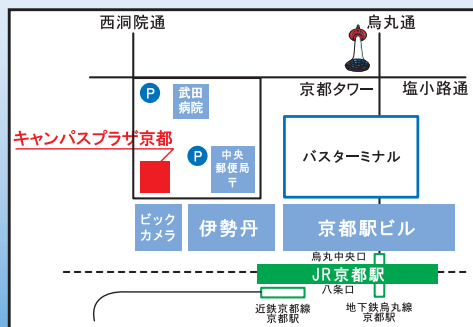 西洞院通
烏丸通
京都タワー
塩小路通
P
武田
病院
キャンパスプラザ京都
P
中央
郵便局
〒
バスターミナル
ビック
カメラ
伊勢丹
京都駅ビル
烏丸中央口
JR京都駅
八条口
近鉄京都線
京都駅
地下鉄烏丸線
京都駅